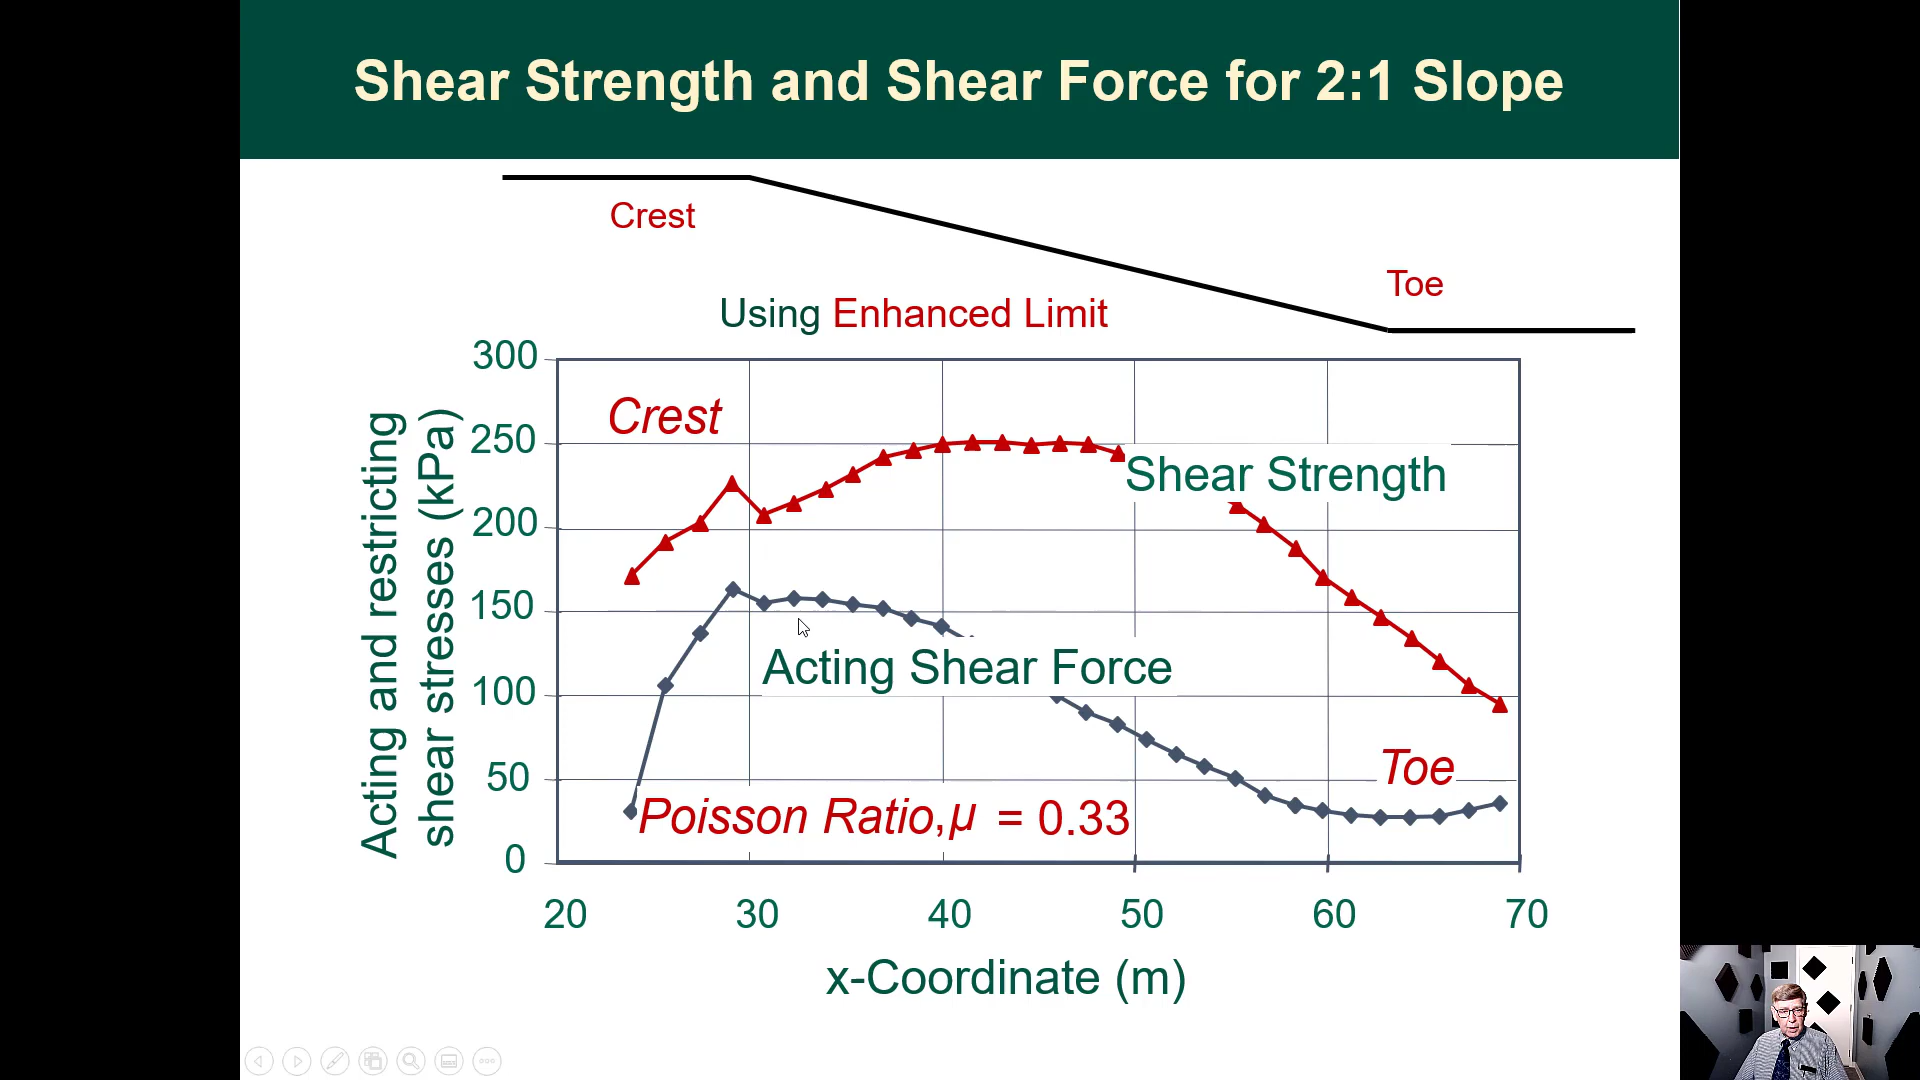 Shear Strength and Shear Force for 2:1 Slope
Crest
Toe
Using Enhanced Limit
300
250
200
150
100
50
0
Acting and restricting
shear stresses (kPa)
Crest
Shear Strength
Acting Shear Force
Toe
Poisson Ratio,μ = 0.33
20 30 40 50 60 70
x-Coordinate (m)